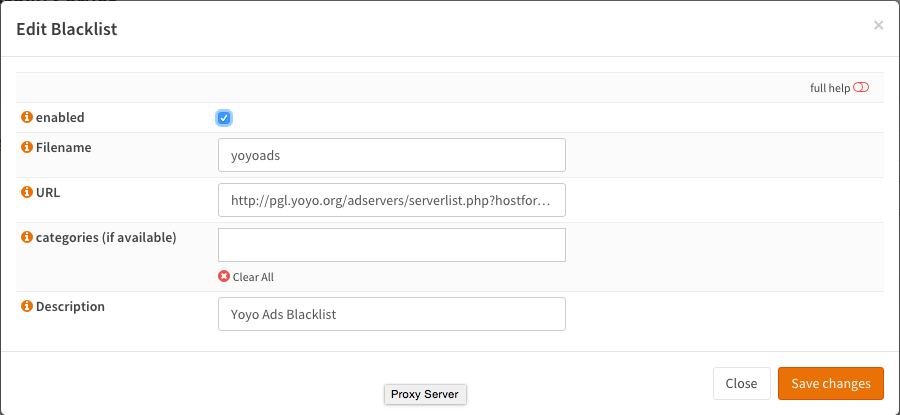 Edit Blacklist
×
full help
enabled
Filename
yoyoads
URL
http://pgl.yoyo.org/adservers/serverlist.php?hostfor...
categories (if available)
Clear All
Description
Yoyo Ads Blacklist
Close
Save changes
Proxy Server